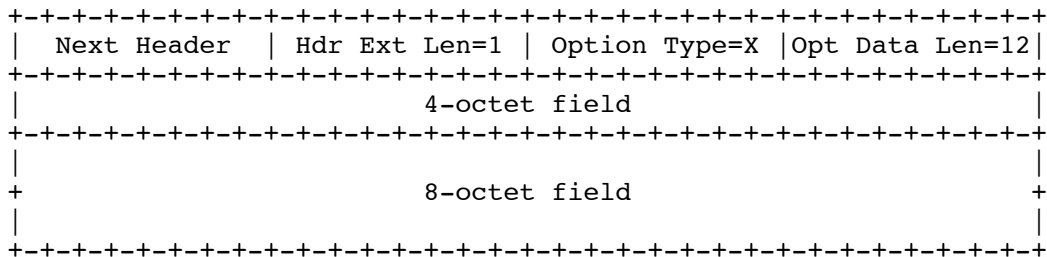 +-+-+-+-+-+-+-+-+-+-+-+-+-+-+-+-+-+-+-+-+-+-+-+-+-+-+-+-+-+-+-+-+
|  Next Header  | Hdr Ext Len=1 | Option Type=X |Opt Data Len=12|
+-+-+-+-+-+-+-+-+-+-+-+-+-+-+-+-+-+-+-+-+-+-+-+-+-+-+-+-+-+-+-+-+
|                         4-octet field                         |
+-+-+-+-+-+-+-+-+-+-+-+-+-+-+-+-+-+-+-+-+-+-+-+-+-+-+-+-+-+-+-+-+
|                                                               |
+                         8-octet field                         +
|                                                               |
+-+-+-+-+-+-+-+-+-+-+-+-+-+-+-+-+-+-+-+-+-+-+-+-+-+-+-+-+-+-+-+-+